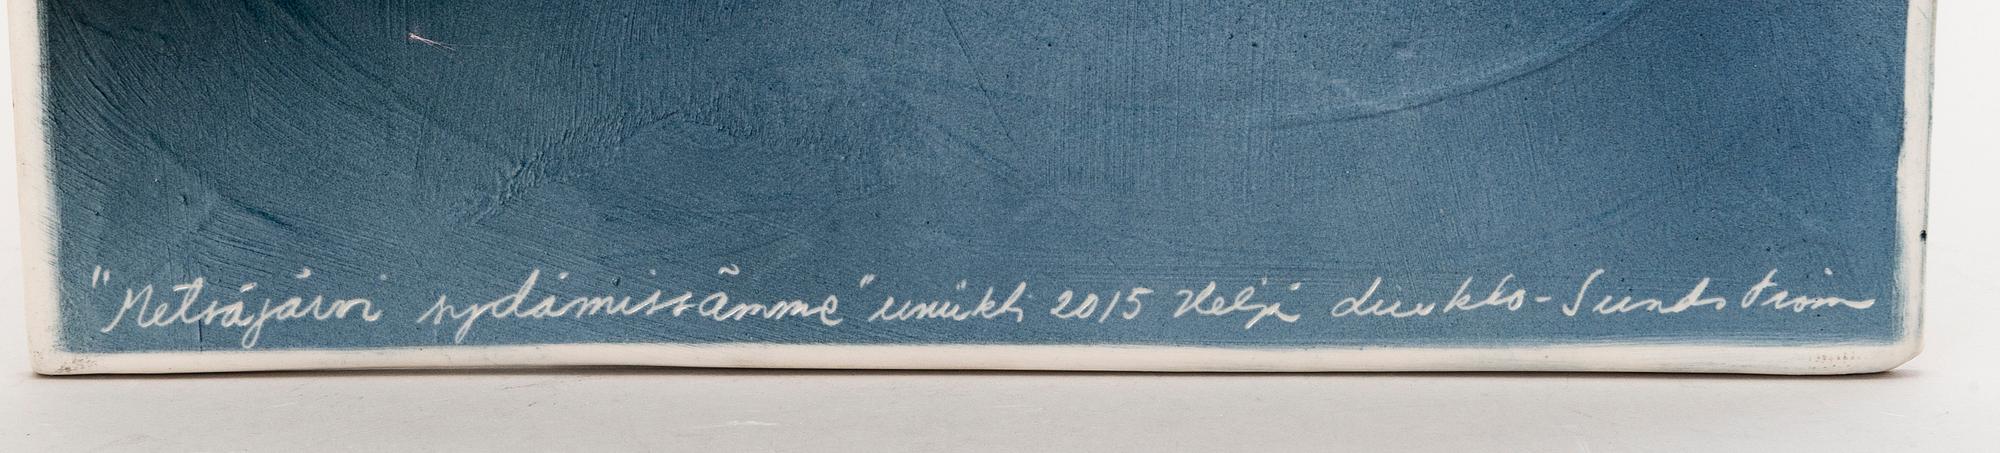 "Metsäjärvi sydämissämme" uniikki 2015 Heljä Liukko-Sundström